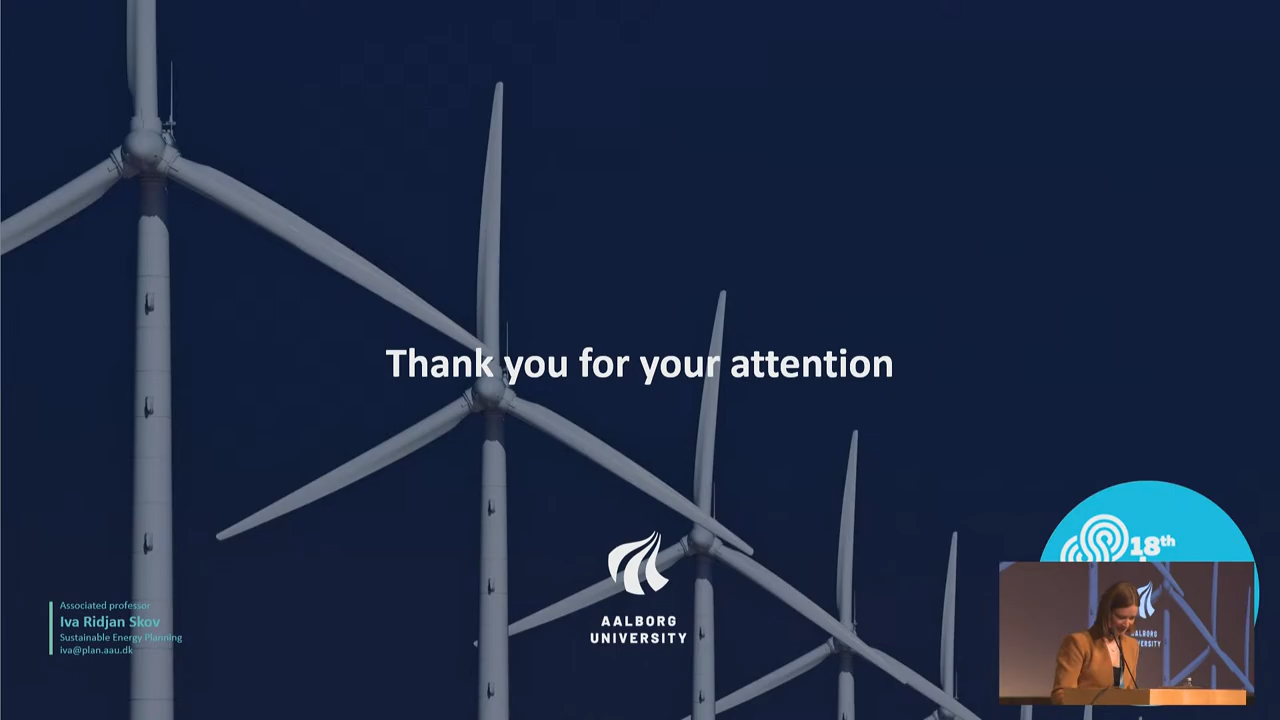 Thank you for your attention
18th
AALBORG
UNIVERSITY
Associated professor
Iva Ridjan Skov
Sustainable Energy Planning
iva@plan.aau.dk